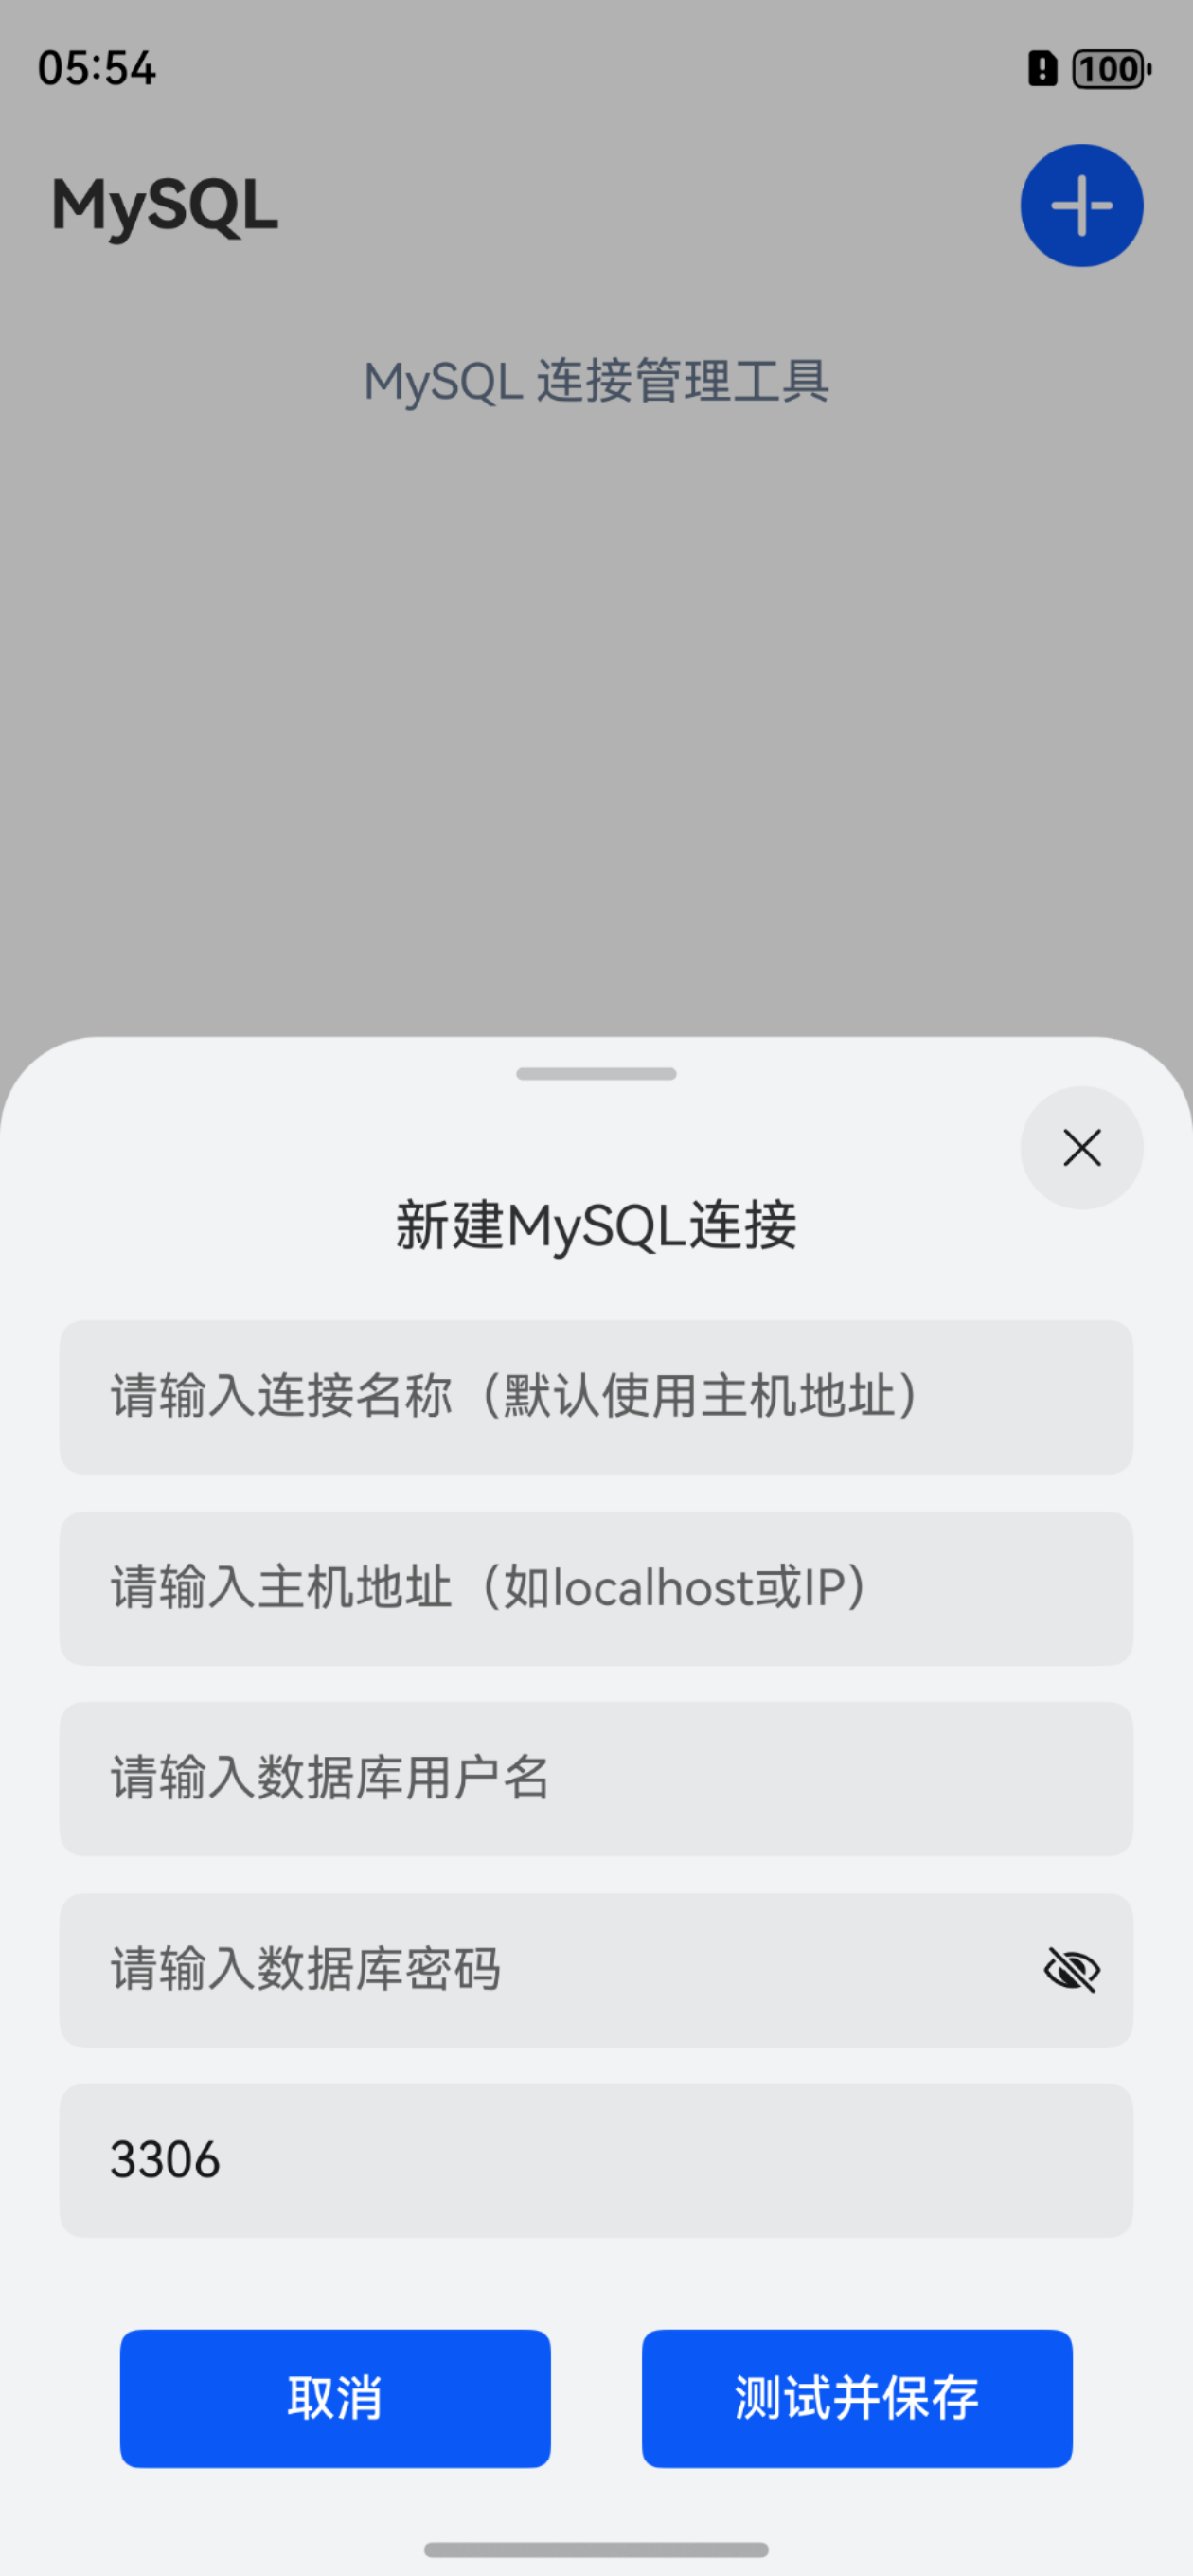 05:54
100
MySQL
MySQL 连接管理工具
新建MySQL连接
请输入连接名称（默认使用主机地址）
请输入主机地址（如localhost或IP）
请输入数据库用户名
请输入数据库密码
3306
取消
测试并保存